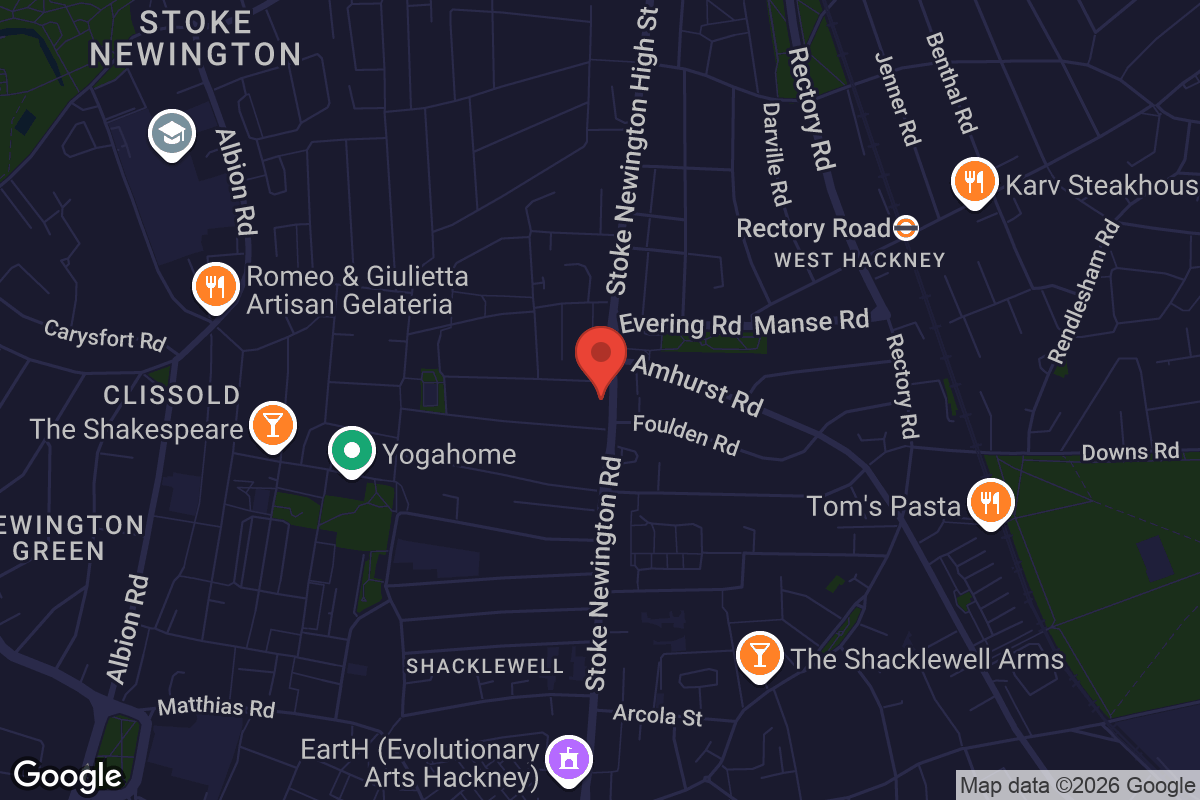 STOKE
NEWINGTON
Stoke Newington High St
Rectory Rd
Jenner Rd
Benthal Rd
Darville Rd
Albion Rd
Karv Steakhous
Rectory Road
WEST HACKNEY
Rendlesham Rd
Romeo & Giulietta
Artisan Gelateria
Carysfort Rd
Evering Rd
Manse Rd
Rectory Rd
Amhurst Rd
CLISSOLD
The Shakespeare
Foulden Rd
Yogahome
Downs Rd
Stoke Newington Rd
Tom's Pasta
EWINGTON
GREEN
Albion Rd
SHACKLEWELL
The Shacklewell Arms
Matthias Rd
Arcola St
EartH (Evolutionary
Arts Hackney)
Google
Map data ©2026 Google